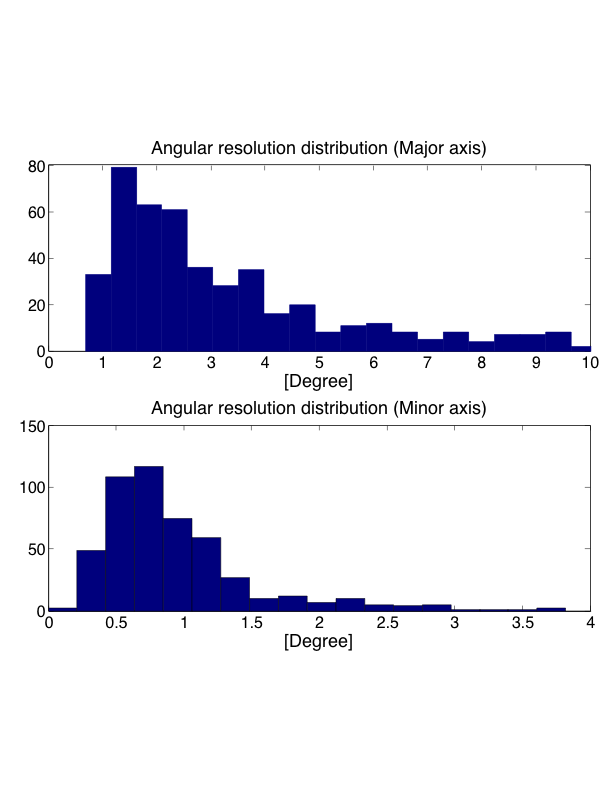 Angular resolution distribution (Major axis)
80
60
40
20
0
0 1 2 3 4 5 6 7 8 9 10
[Degree]
Angular resolution distribution (Minor axis)
150
100
50
0
0 0.5 1 1.5 2 2.5 3 3.5 4
[Degree]